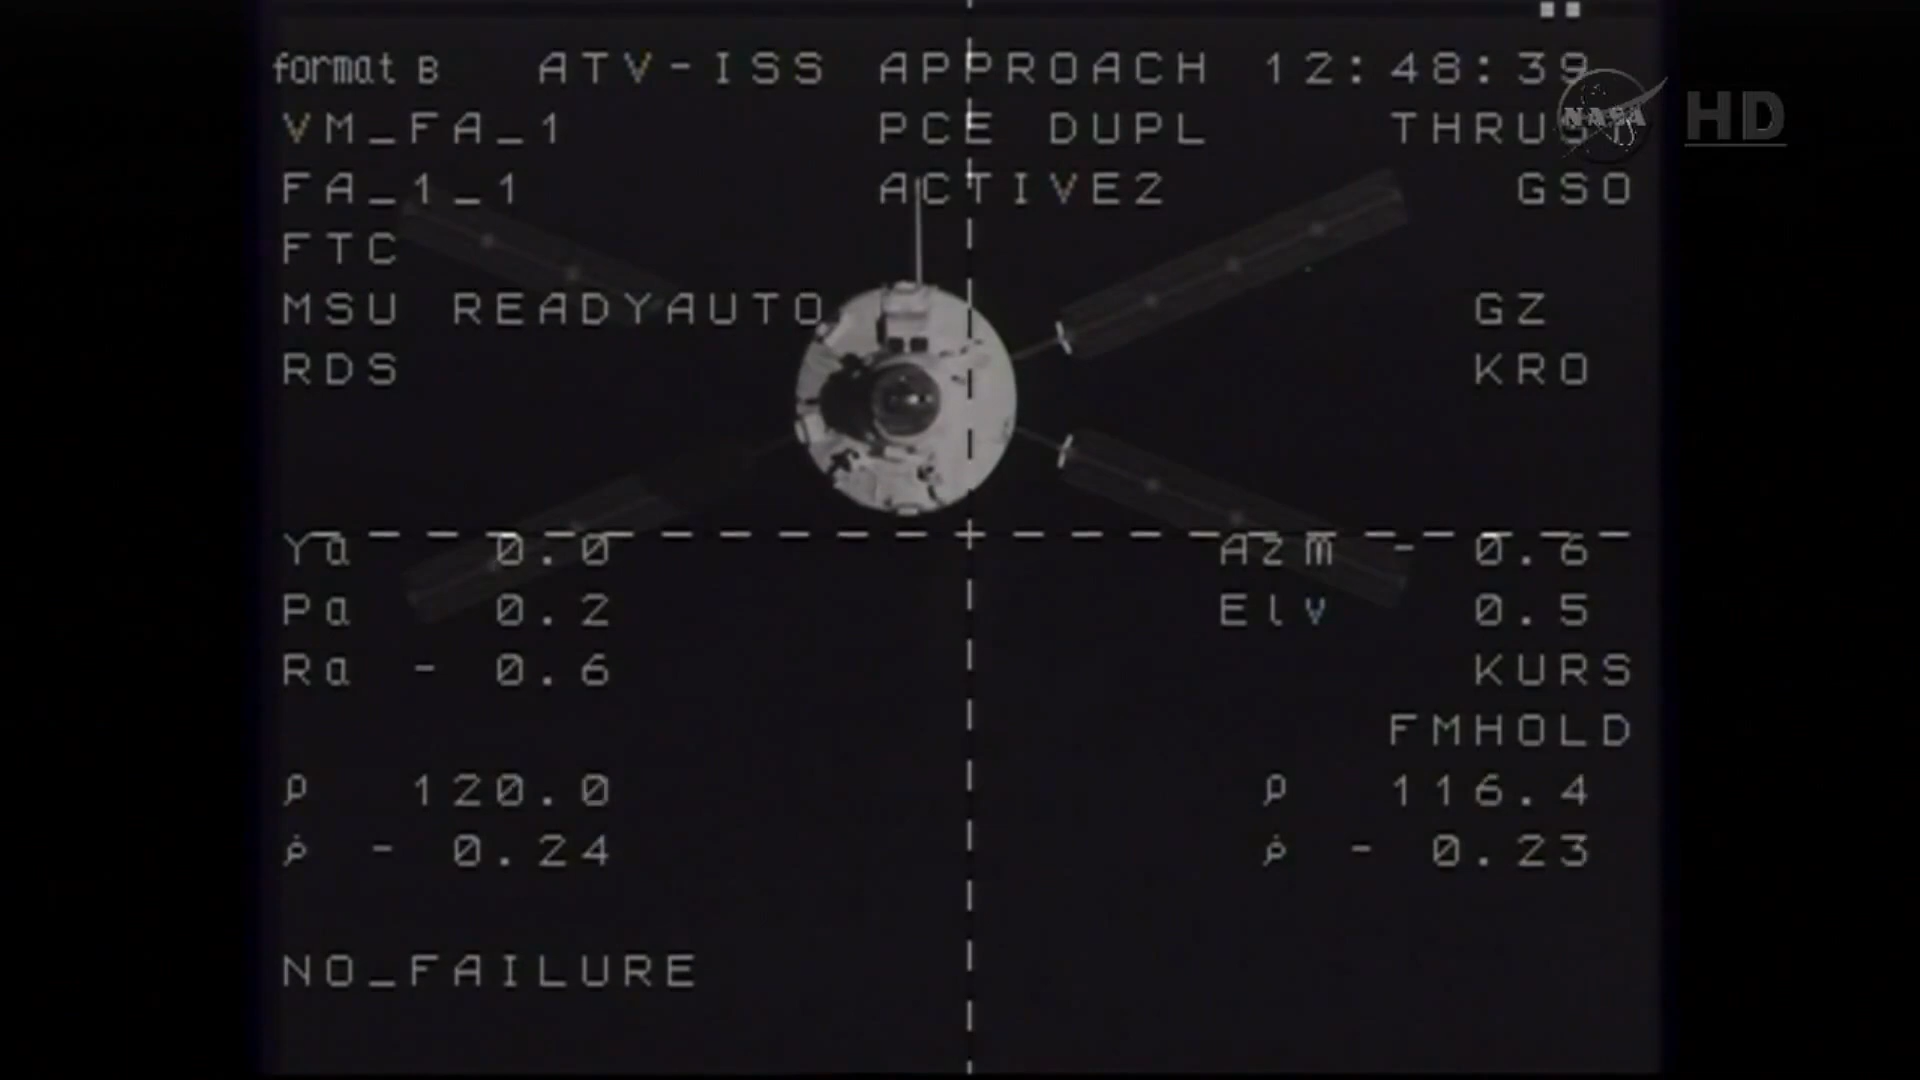 format B ATV-ISS APPROACH 12:48:39
VM_FA_1 PCE DUPL THRUST
FA_1_1 ACTIVE2 GSO
FTC
MSU READYAUTO GZ
RDS KRO
NASA HD
Ya 0.0 Azm - 0.6
Pa 0.2 Elv 0.5
Ra - 0.6 KURS
FMHOLD
ρ 120.0 ρ 116.4
ρ̇ - 0.24 ρ̇ - 0.23
NO_FAILURE